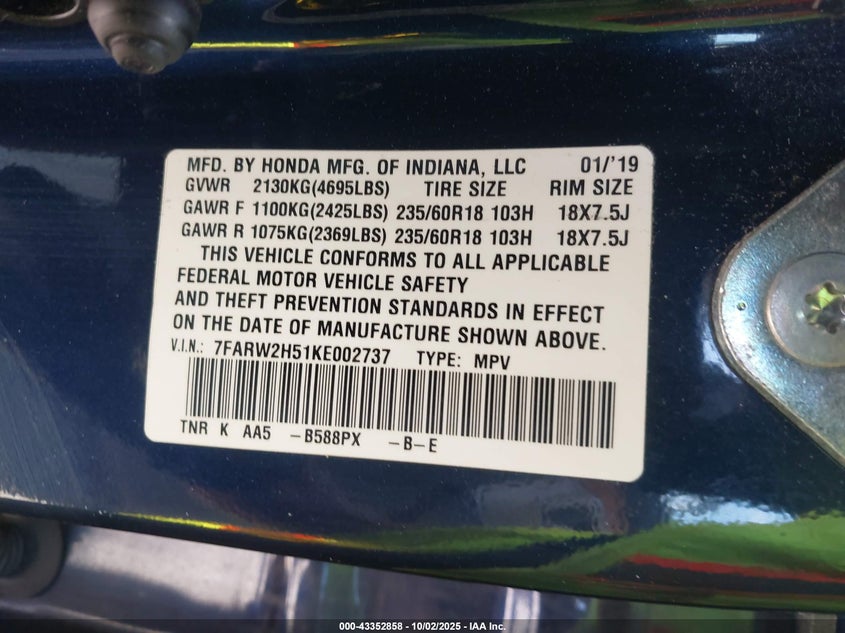 MFD. BY HONDA MFG. OF INDIANA, LLC 01/'19
GVWR 2130KG(4695LBS) TIRE SIZE RIM SIZE
GAWR F 1100KG(2425LBS) 235/60R18 103H 18X7.5J
GAWR R 1075KG(2369LBS) 235/60R18 103H 18X7.5J
THIS VEHICLE CONFORMS TO ALL APPLICABLE
FEDERAL MOTOR VEHICLE SAFETY
AND THEFT PREVENTION STANDARDS IN EFFECT
ON THE DATE OF MANUFACTURE SHOWN ABOVE.
V.I.N.: 7FARW2H51KE002737 TYPE: MPV
TNR K AA5 -B588PX -B-E
000-43352858 - 10/02/2025 - IAA Inc.